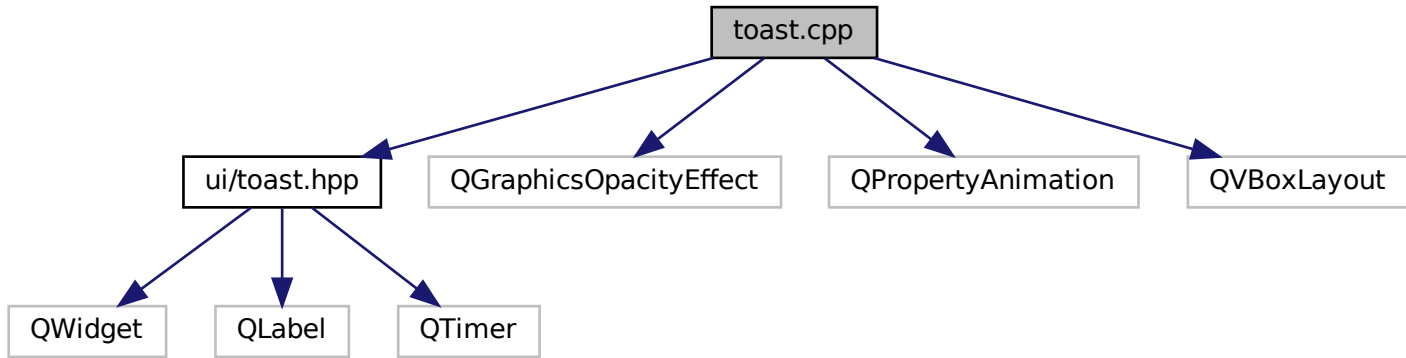 toast.cpp
ui/toast.hpp
QGraphicsOpacityEffect
QPropertyAnimation
QVBoxLayout
QWidget
QLabel
QTimer